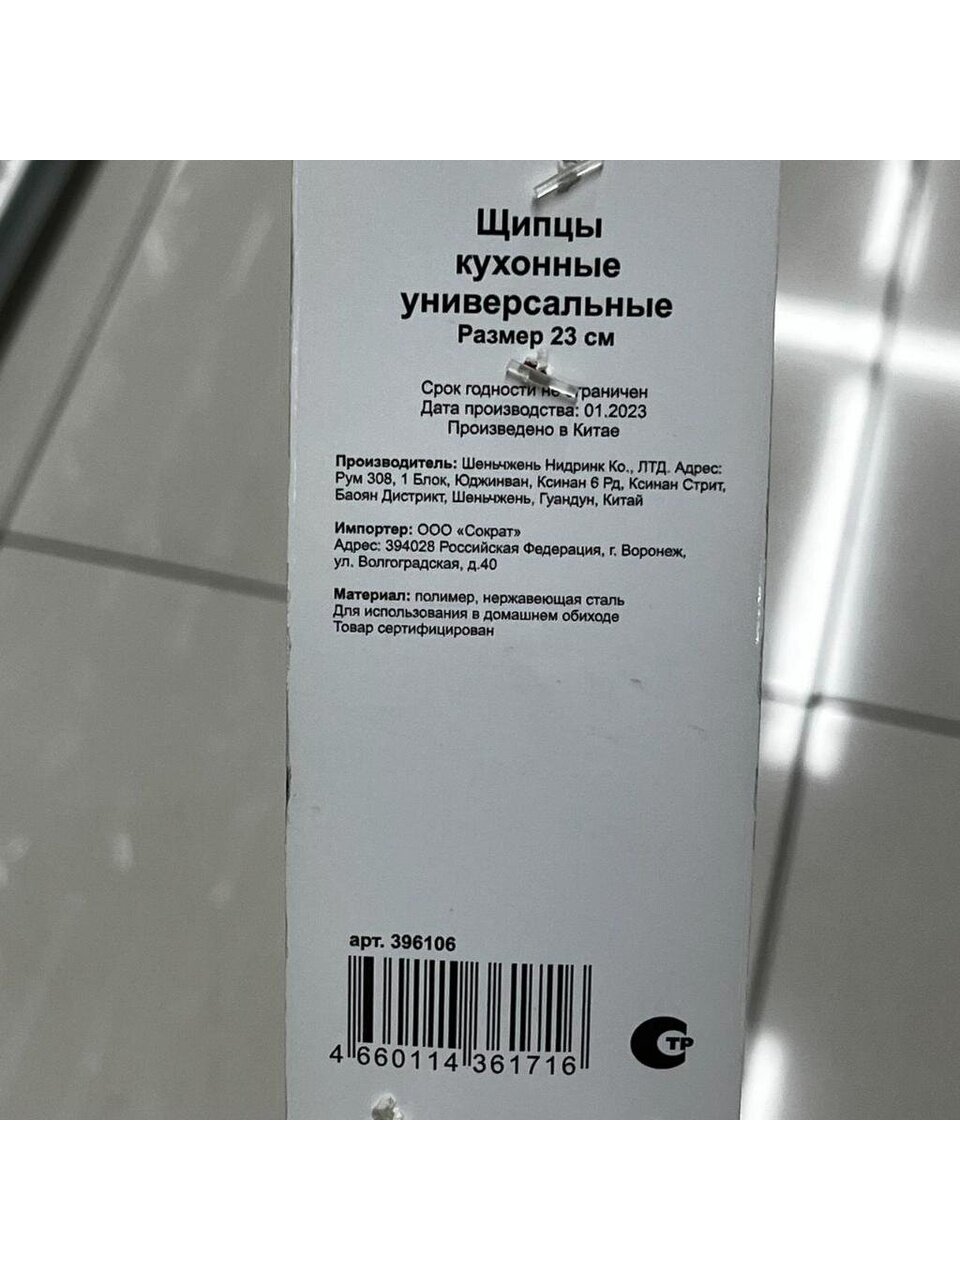 Щипцы
кухонные
универсальные
Размер 23 см
Срок годности
Дата производства: 01.2023
Произведено в Китае
Производитель: Шеньчжень Нидринк Ко., ЛТД. Адрес:
Рум 308, 1 Блок, Юджинван, Ксинан 6 Рд, Ксинан Стрит,
Баоян Дистрикт, Шеньчжень, Гуандун, Китай
Импортер: ООО «Сократ»
Адрес: 394028 Российская Федерация, г. Воронеж,
ул. Волгоградская, д.40
Материал: полимер, нержавеющая сталь
Для использования в домашнем обиходе
Товар сертифицирован
арт. 396106
4 660114 361716
СТР